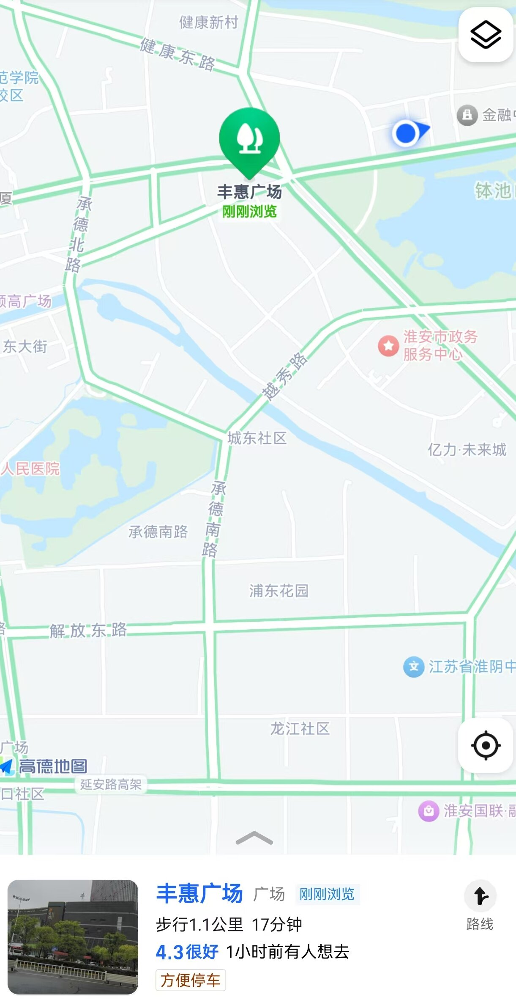 健康新村
健康东路
范学院
校区
金融中
丰惠广场
刚刚浏览
钵池
厦
承德北路
颐高广场
东大街
淮安市政务
服务中心
越秀路
城东社区
亿力·未来城
人民医院
承德南路
承德南路
浦东花园
路
解放东路
文
江苏省淮阴中
龙江社区
广场
高德地图
延安路高架
口社区
淮安国联·融
丰惠广场 广场 刚刚浏览
步行1.1公里 17分钟
路线
4.3很好 1小时前有人想去
方便停车